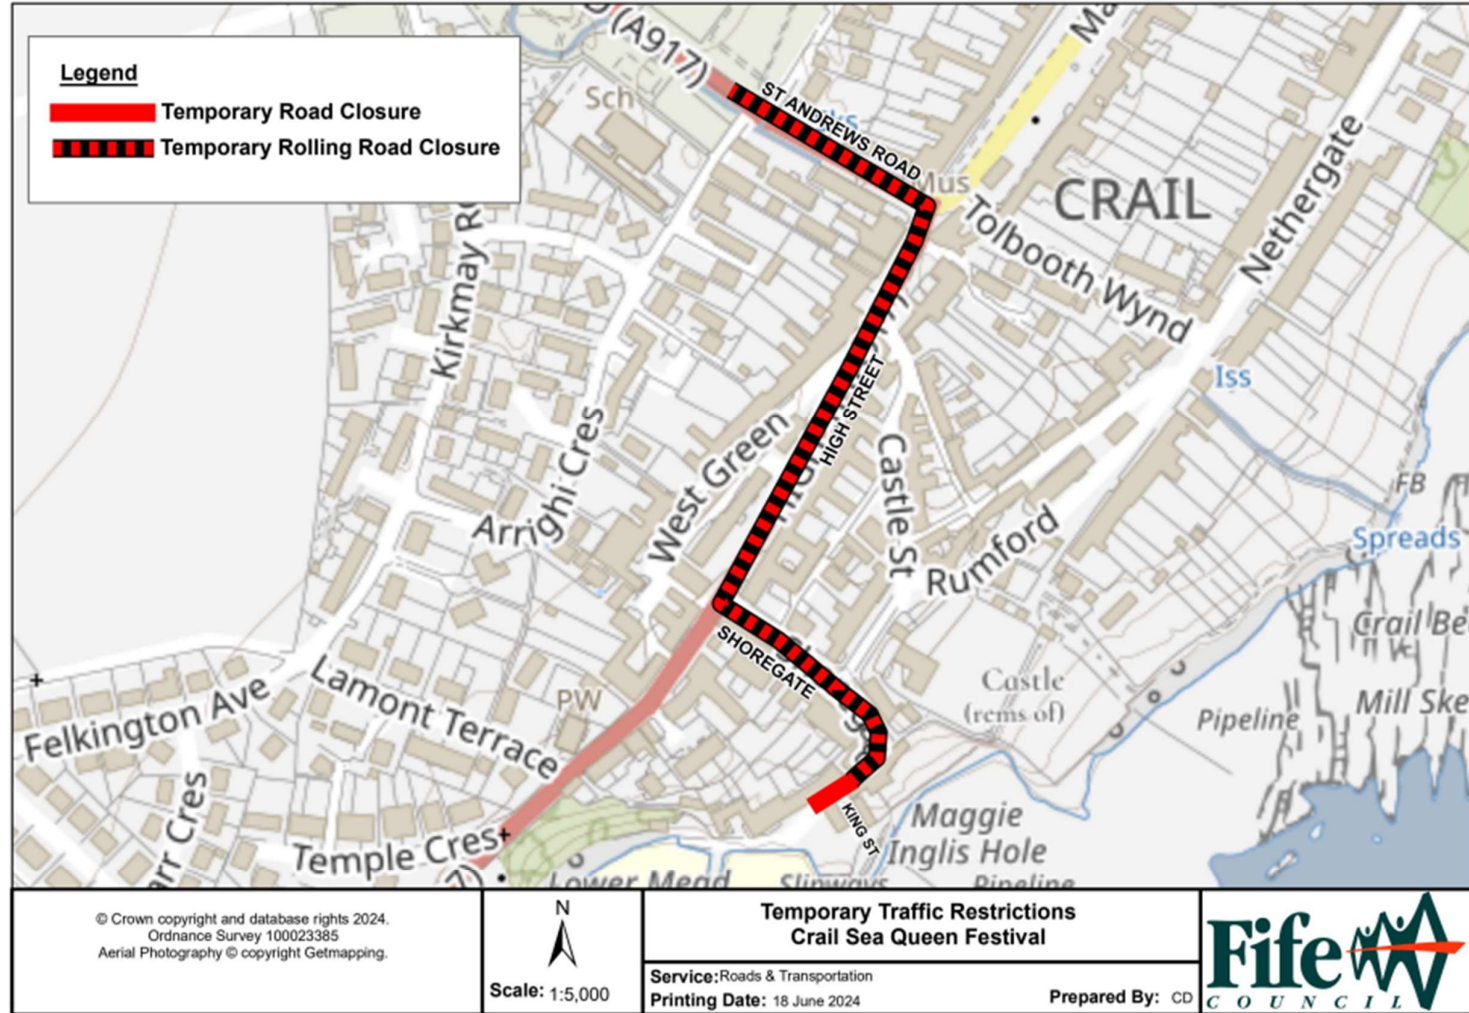 (A917)
Ma
Legend
Temporary Road Closure
Temporary Rolling Road Closure
Sch
ST ANDREWS ROAD
Mus
CRAIL
Tolbooth Wynd
Nethergate
Kirkmay
Iss
HIGH STREET
West Green
Castle St
Arrighi Cres
Rumford
FB
Spreads
SHOREGATE
Castle
(rems of)
Crail Be
Pipeline
Mill Ske
PW
Lamont Terrace
Felkington Ave
arr Cres
Temple Cres
KING ST
Maggie
Inglis Hole
Lower Mead
Slipways
Pipeline
© Crown copyright and database rights 2024.
Ordnance Survey 100023385
Aerial Photography © copyright Getmapping.
N
Scale: 1:5,000
Temporary Traffic Restrictions
Crail Sea Queen Festival
Service: Roads & Transportation
Printing Date: 18 June 2024
Prepared By: CD
Fife
COUNCIL